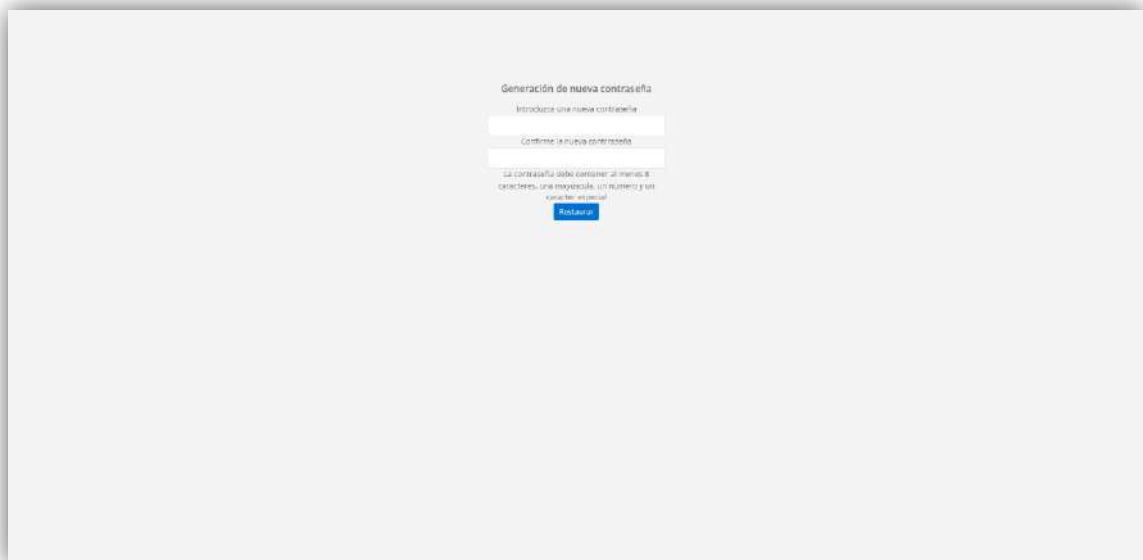 Generación de nueva contraseña
Introduzca una nueva contraseña
Confirme la nueva contraseña
La contraseña debe contener al menos 8
caracteres, una mayúscula, un número y un
caracter especial
Restaurar